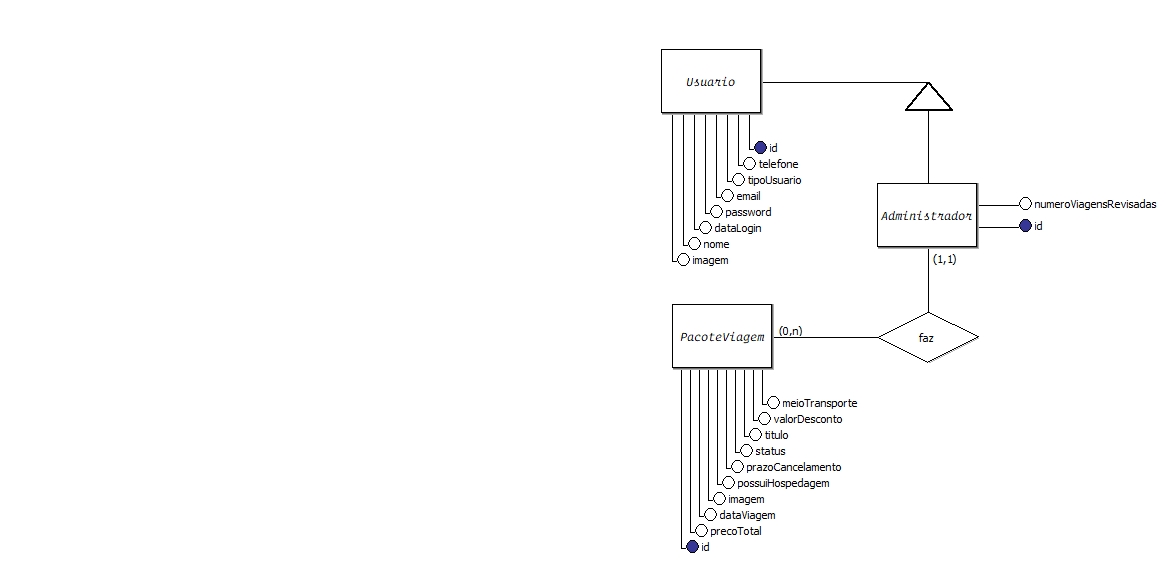 Usuario
id
telefone
tipoUsuario
email
password
dataLogin
nome
imagem
Administrador
numeroViagensRevisadas
id
(1,1)
faz
(0,n)
PacoteViagem
meioTransporte
valorDesconto
titulo
status
prazoCancelamento
possuiHospedagem
imagem
dataViagem
precoTotal
id